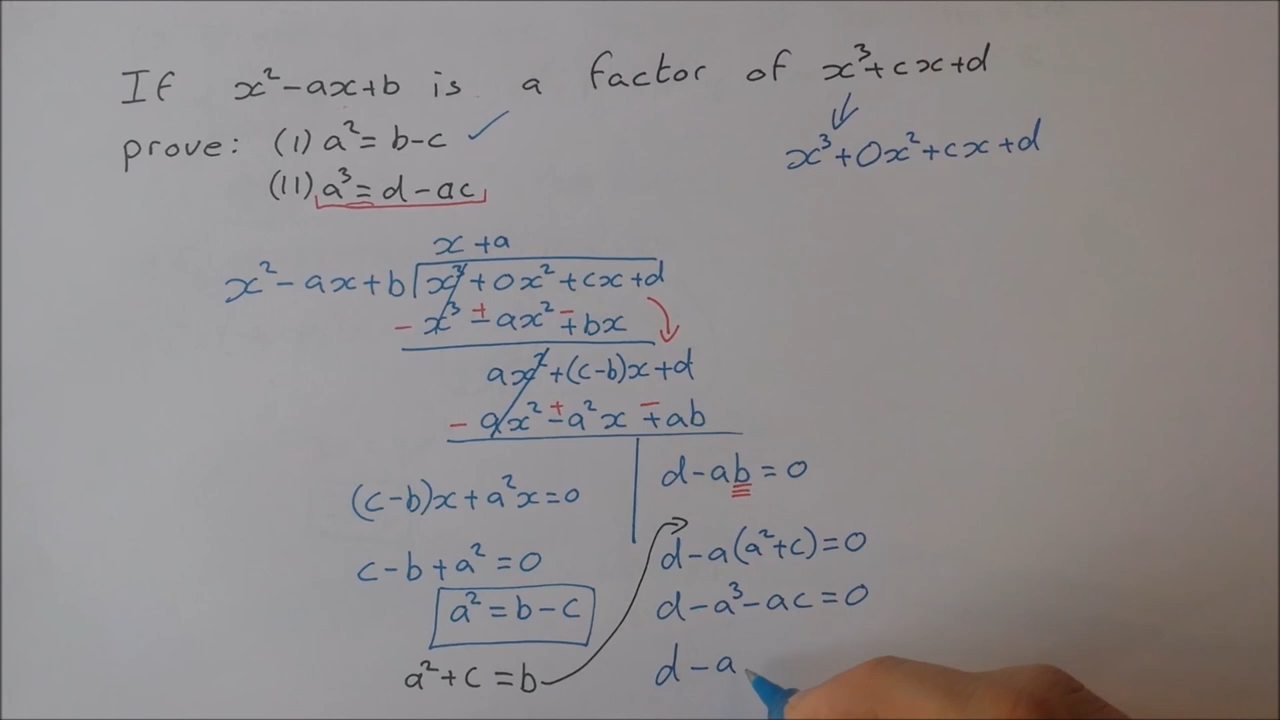 If x²-ax+b is a factor of x³+cx+d
prove: (I) a² = b-c ✓
x³+0x²+cx+d
(II) a³ = d-ac
x+a
x²-ax+b x³+0x²+cx+d
- x³ ± ax² ∓ bx
ax²+(c-b)x+d
- ax² ± a²x ∓ ab
(c-b)x+a²x=0
c-b+a²=0
a²=b-c
a²+c=b
d-ab=0
d-a(a²+c)=0
d-a³-ac=0
d-a